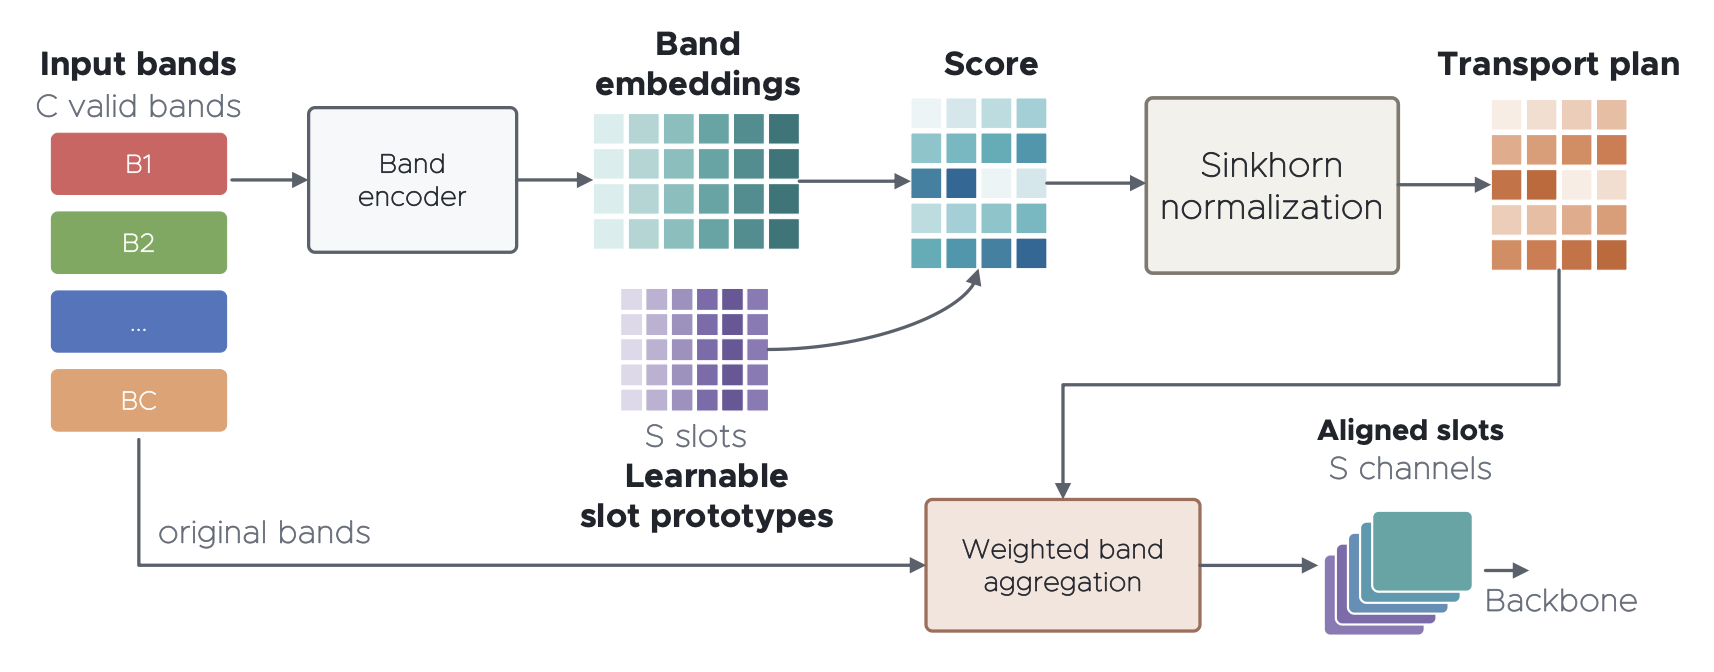 Input bands
C valid bands
B1
B2
...
BC
original bands
Band
encoder
Band
embeddings
S slots
Learnable
slot prototypes
Score
Sinkhorn
normalization
Transport plan
Weighted band
aggregation
Aligned slots
S channels
Backbone